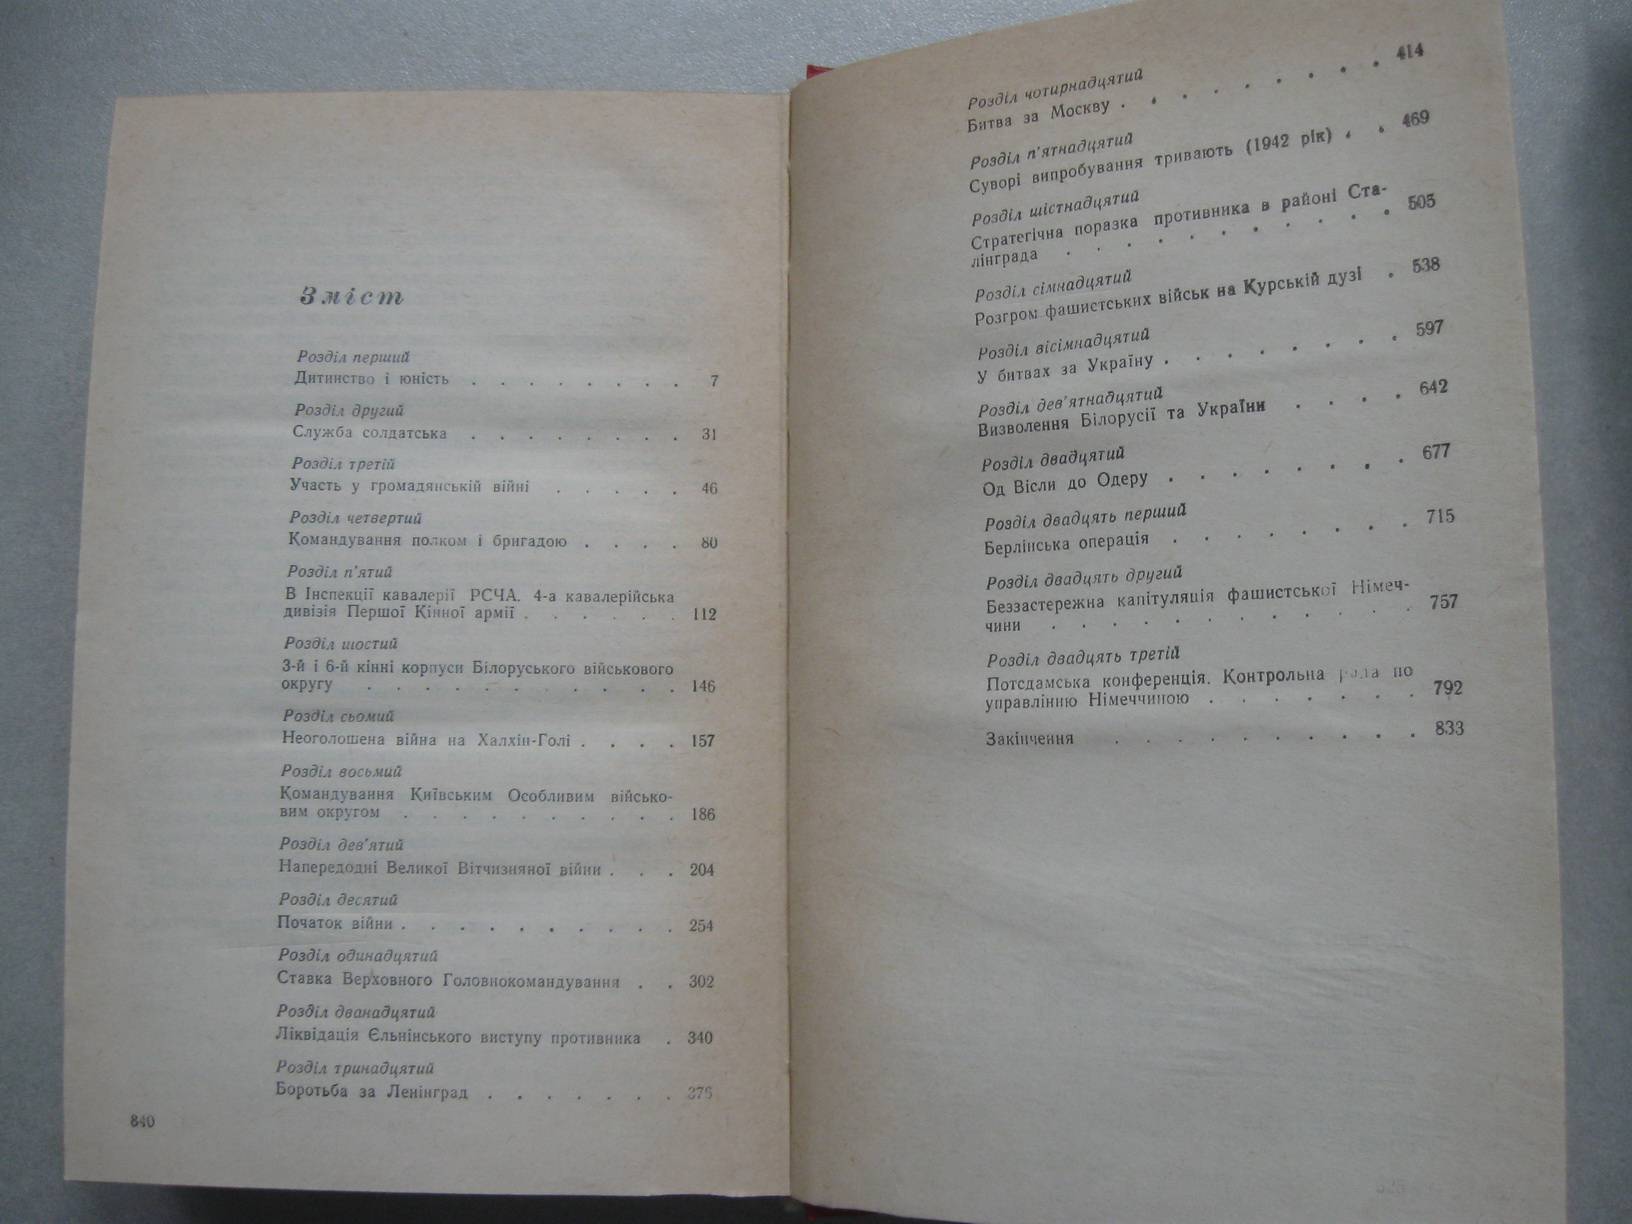 Зміст
Розділ перший
Дитинство і юність . . . . . . . . 7
Розділ другий
Служба солдатська . . . . . . . . 31
Розділ третій
Участь у громадянській війні . . . . . 46
Розділ четвертий
Командування полком і бригадою . . . . 80
Розділ п'ятий
В Інспекції кавалерії РСЧА. 4-а кавалерійська
дивізія Першої Кінної армії . . . . . . 112
Розділ шостий
3-й і 6-й кінні корпуси Білоруського військового
округу . . . . . . . . . . . 146
Розділ сьомий
Неоголошена війна на Халхін-Голі . . . . 157
Розділ восьмий
Командування Київським Особливим військо-
вим округом . . . . . . . . . . 186
Розділ дев'ятий
Напередодні Великої Вітчизняної війни . . . 204
Розділ десятий
Початок війни . . . . . . . . . . 254
Розділ одинадцятий
Ставка Верховного Головнокомандування . . 302
Розділ дванадцятий
Ліквідація Єльнінського виступу противника . 340
Розділ тринадцятий
Боротьба за Ленінград . . . . . . . 376
840
Розділ чотирнадцятий
Битва за Москву . . . . . . . . . 414
Розділ п'ятнадцятий
Суворі випробування тривають (1942 рік) . . 469
Розділ шістнадцятий
Стратегічна поразка противника в районі Ста-
лінграда . . . . . . . . . . . 505
Розділ сімнадцятий
Розгром фашистських військ на Курській дузі . 538
Розділ вісімнадцятий
У битвах за Україну . . . . . . . . 597
Розділ дев'ятнадцятий
Визволення Білорусії та України . . . . 642
Розділ двадцятий
Од Вісли до Одеру . . . . . . . . 677
Розділ двадцять перший
Берлінська операція . . . . . . . . 715
Розділ двадцять другий
Беззастережна капітуляція фашистської Німеч-
чини . . . . . . . . . . . . 757
Розділ двадцять третій
Потсдамська конференція. Контрольна рада по
управлінню Німеччиною . . . . . . . 792
Закінчення . . . . . . . . . . 833